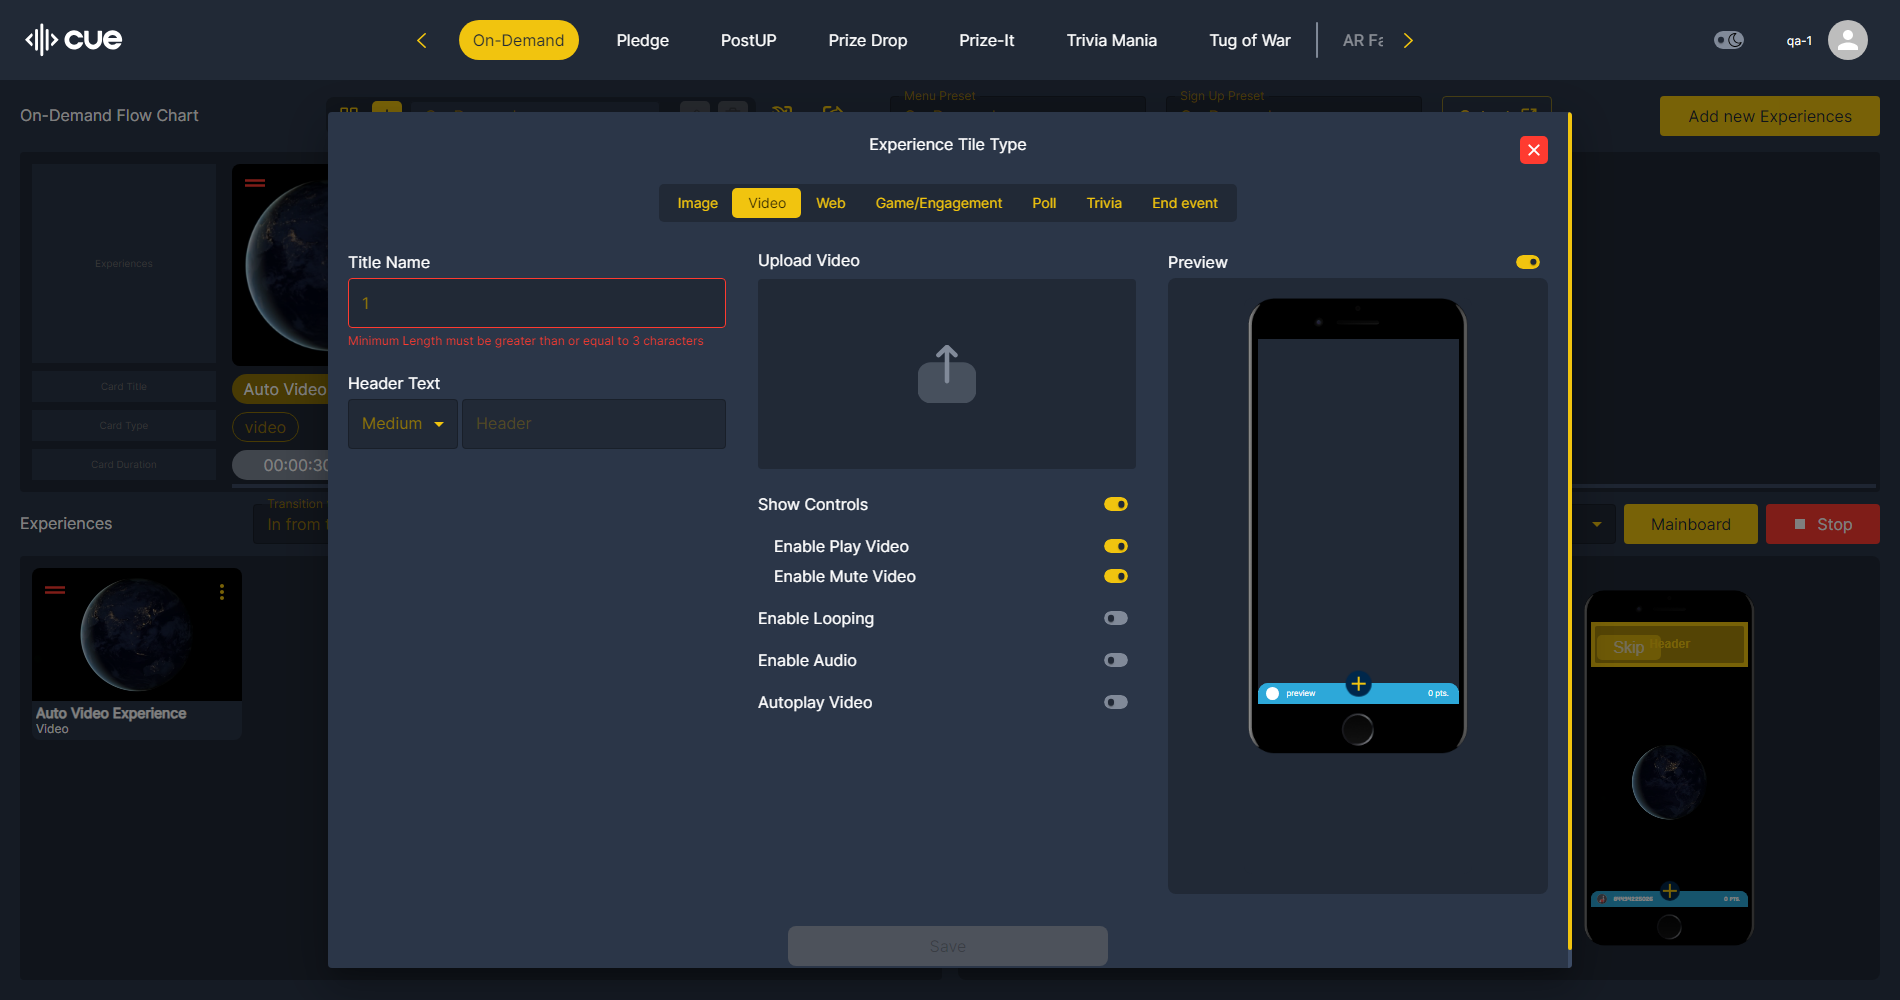 cue
On-Demand
Pledge
PostUP
Prize Drop
Prize-It
Trivia Mania
Tug of War
AR Fa
qa-1
On-Demand Flow Chart
Menu Preset
Sign Up Preset
Add new Experiences
Experience Tile Type
Image
Video
Web
Game/Engagement
Poll
Trivia
End event
Experiences
Card Title
Card Type
Card Duration
Auto Video
video
00:00:30
Title Name
1
Minimum Length must be greater than or equal to 3 characters
Header Text
Medium
Header
Upload Video
Show Controls
Enable Play Video
Enable Mute Video
Enable Looping
Enable Audio
Autoplay Video
Preview
preview
0 pts.
Save
Experiences
Transition
In from
Mainboard
Stop
Auto Video Experience
Video
Skip
Header
0 PTS.